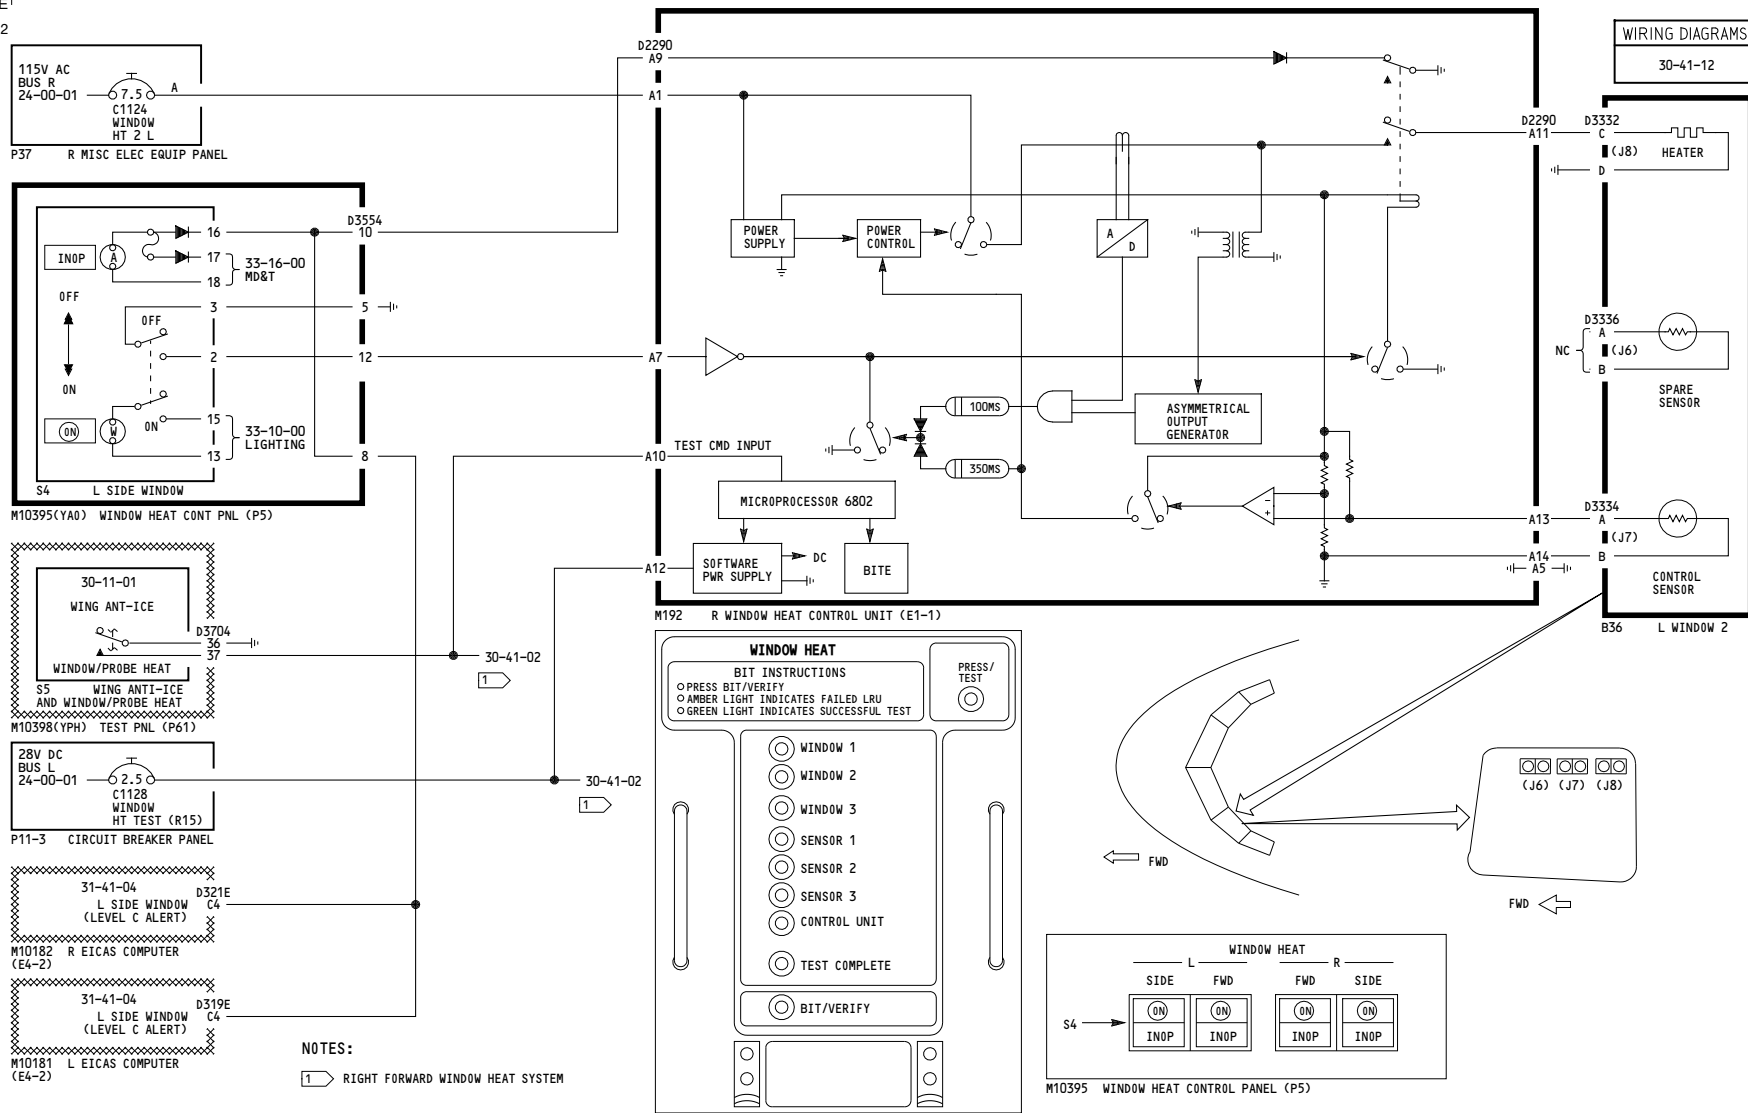 E
2
115V AC
BUS R
24-00-01
7.5
A
C1124
WINDOW
HT 2 L
P37 R MISC ELEC EQUIP PANEL
INOP
A
OFF
ON
ON
W
OFF
ON
16
17
18
3
2
15
13
33-16-00
MD&T
33-10-00
LIGHTING
S4 L SIDE WINDOW
D3554
10
5
12
8
M10395(YA0) WINDOW HEAT CONT PNL (P5)
30-11-01
WING ANT-ICE
WINDOW/PROBE HEAT
D3704
36
37
S5 WING ANTI-ICE
AND WINDOW/PROBE HEAT
M10398(YPH) TEST PNL (P61)
30-41-02
1
28V DC
BUS L
24-00-01
2.5
C1128
WINDOW
HT TEST (R15)
P11-3 CIRCUIT BREAKER PANEL
30-41-02
1
31-41-04
L SIDE WINDOW
(LEVEL C ALERT)
D321E
C4
M10182 R EICAS COMPUTER
(E4-2)
31-41-04
L SIDE WINDOW
(LEVEL C ALERT)
D319E
C4
M10181 L EICAS COMPUTER
(E4-2)
NOTES:
1 RIGHT FORWARD WINDOW HEAT SYSTEM
D2290
A9
A1
A7
A10
A12
POWER
SUPPLY
POWER
CONTROL
A
D
TEST CMD INPUT
MICROPROCESSOR 6802
SOFTWARE
PWR SUPPLY
DC
BITE
100MS
350MS
ASYMMETRICAL
OUTPUT
GENERATOR
-
+
D2290
A11
A13
A14
A5
M192 R WINDOW HEAT CONTROL UNIT (E1-1)
WIRING DIAGRAMS
30-41-12
D3332
C
(J8)
D
HEATER
D3336
A
(J6)
B
NC
SPARE
SENSOR
D3334
A
(J7)
B
CONTROL
SENSOR
B36 L WINDOW 2
WINDOW HEAT
BIT INSTRUCTIONS
PRESS BIT/VERIFY
AMBER LIGHT INDICATES FAILED LRU
GREEN LIGHT INDICATES SUCCESSFUL TEST
PRESS/
TEST
WINDOW 1
WINDOW 2
WINDOW 3
SENSOR 1
SENSOR 2
SENSOR 3
CONTROL UNIT
TEST COMPLETE
BIT/VERIFY
FWD
(J6) (J7) (J8)
FWD
WINDOW HEAT
L R
SIDE FWD FWD SIDE
ON ON ON ON
S4
INOP INOP INOP INOP
M10395 WINDOW HEAT CONTROL PANEL (P5)